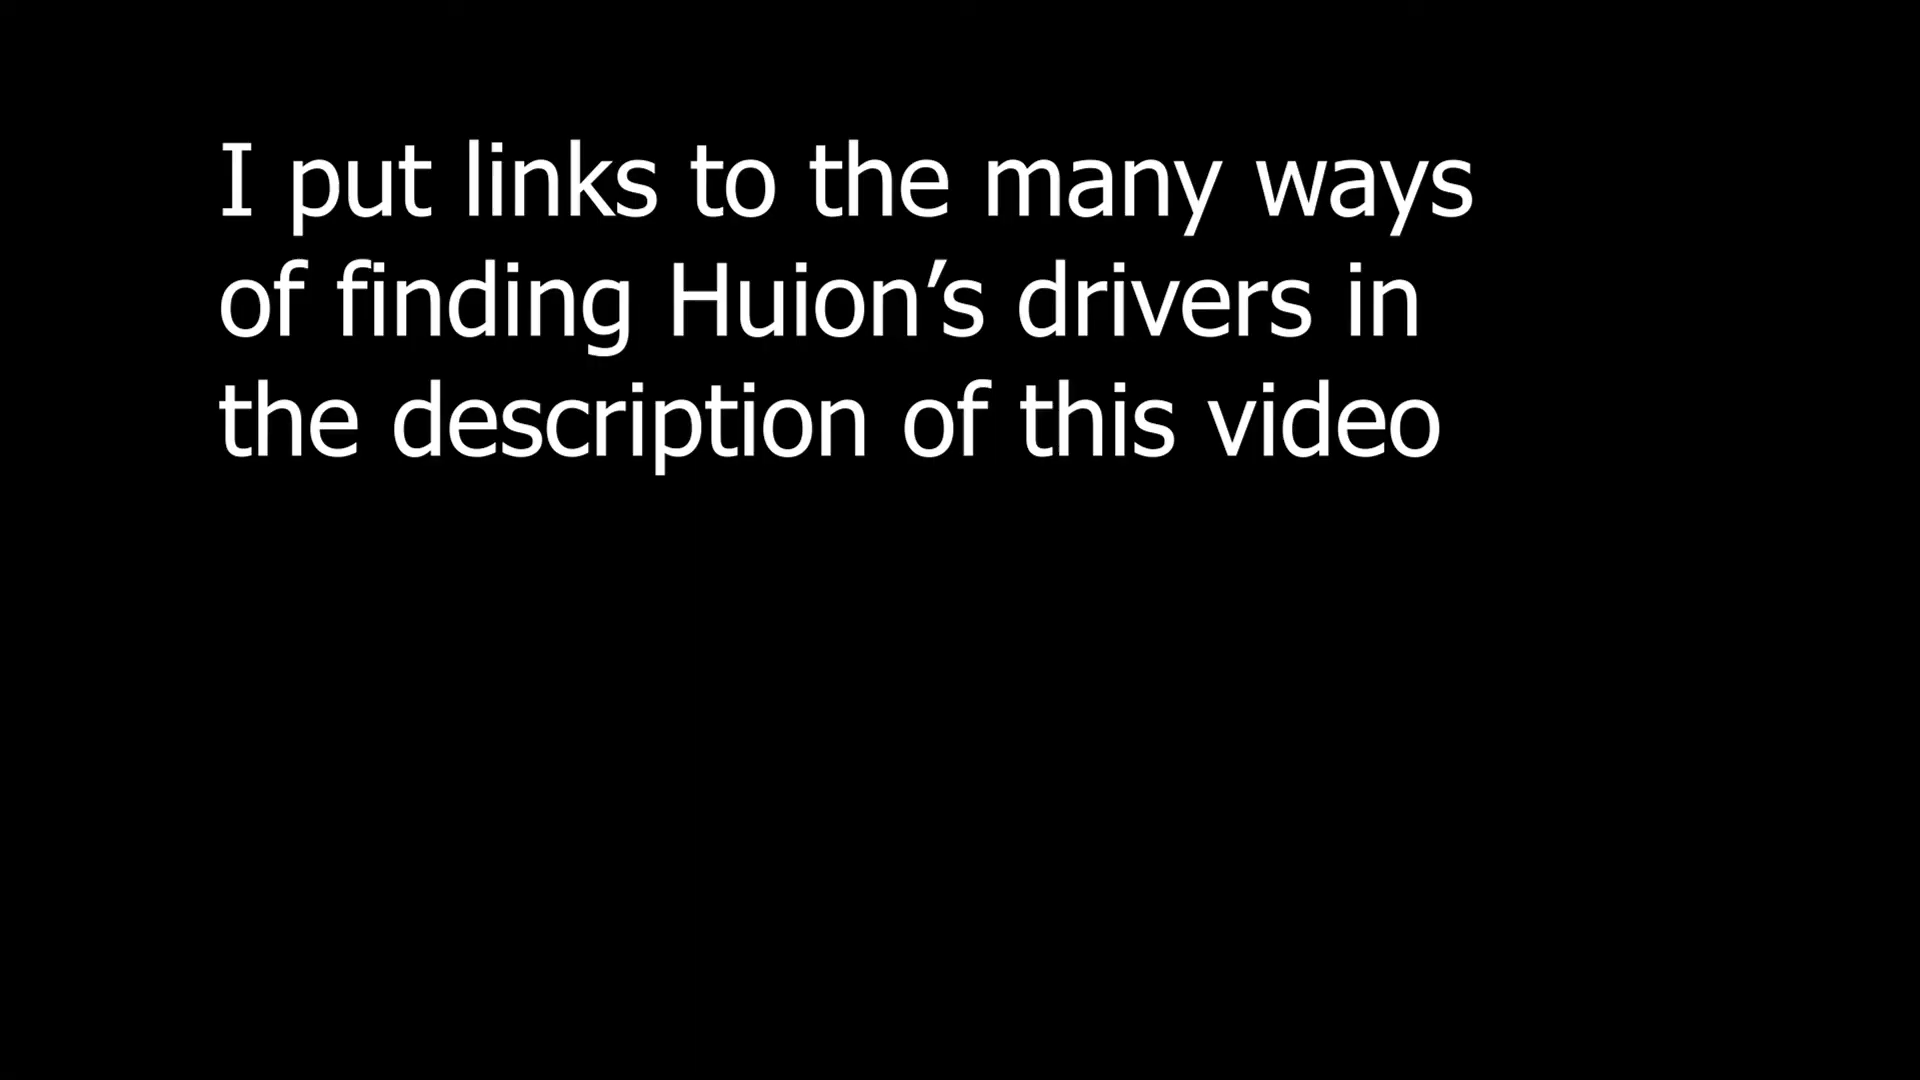 I put links to the many ways
of finding Huion’s drivers in
the description of this video